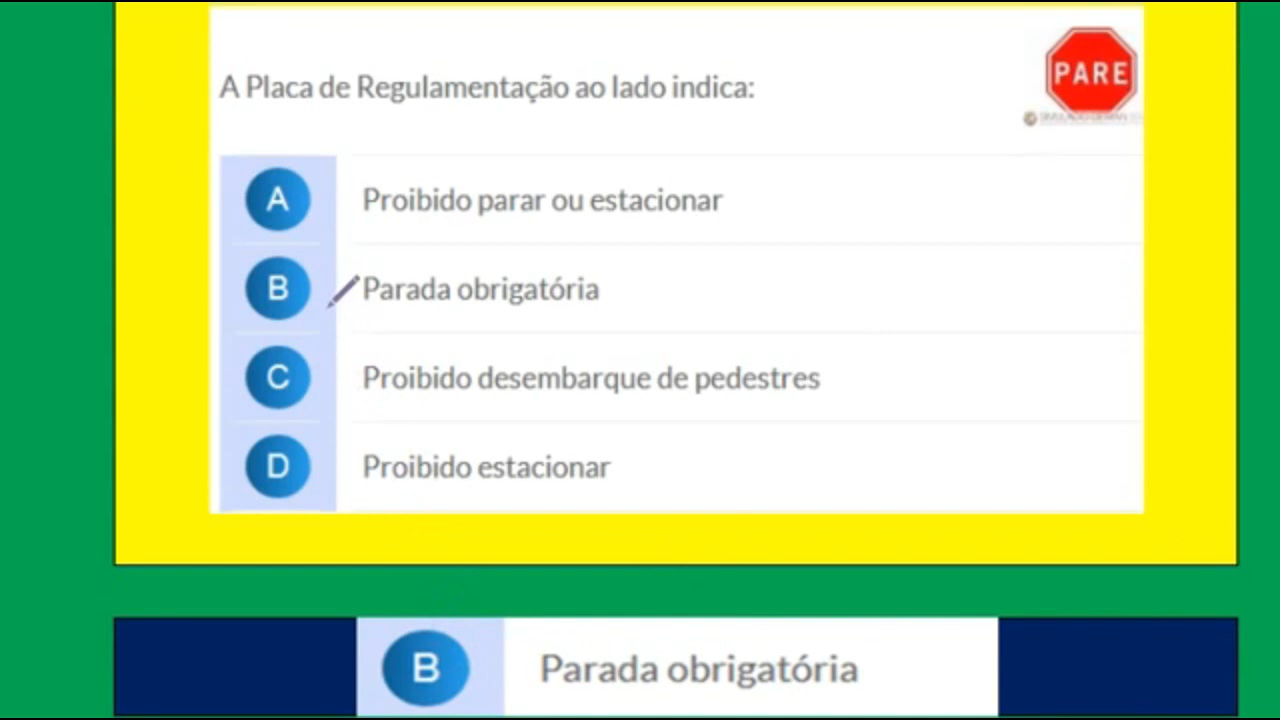 A Placa de Regulamentação ao lado indica:
PARE
A Proibido parar ou estacionar
B Parada obrigatória
C Proibido desembarque de pedestres
D Proibido estacionar
B Parada obrigatória